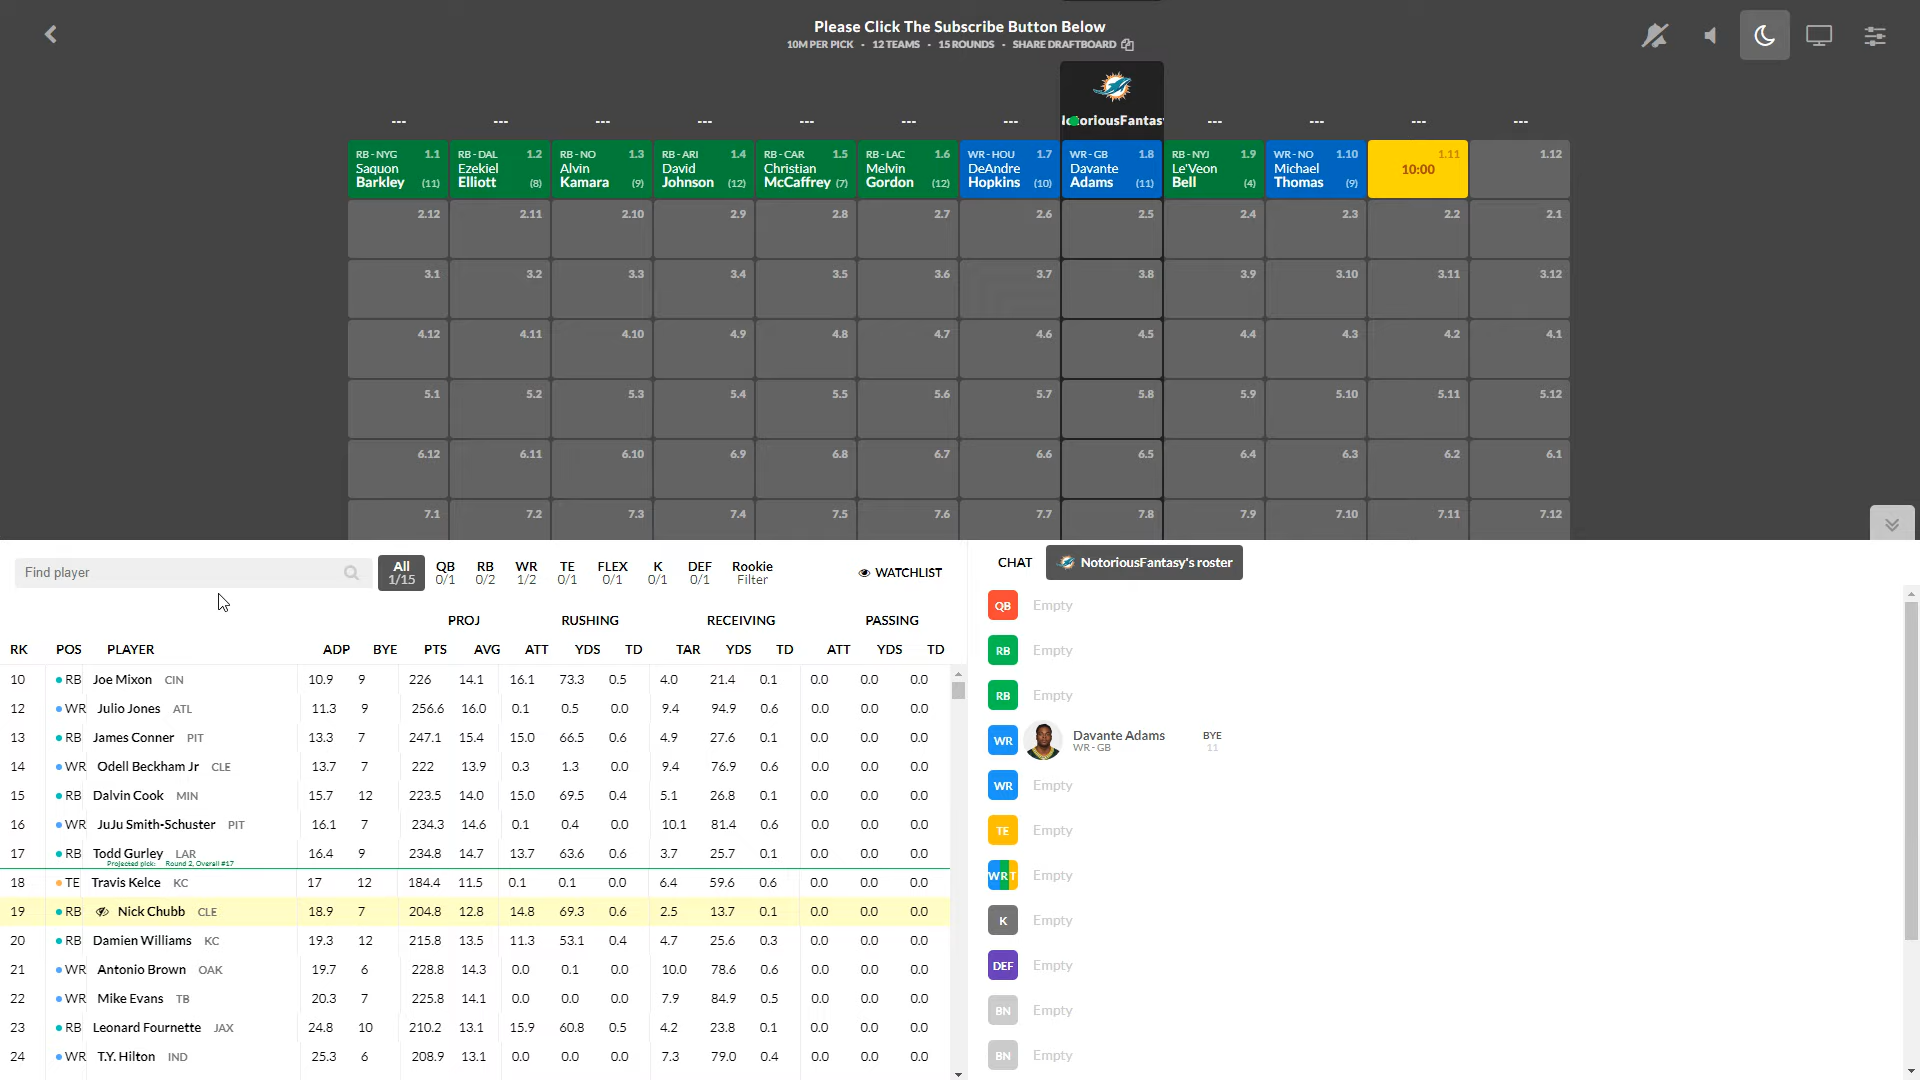 Please Click The Subscribe Button Below
10M PER PICK • 12 TEAMS • 15 ROUNDS • SHARE DRAFTBOARD
--- --- --- --- --- --- --- NotoriousFantasy --- --- --- ---
RB - NYG 1.1 RB - DAL 1.2 RB - NO 1.3 RB - ARI 1.4 RB - CAR 1.5 RB - LAC 1.6 WR - HOU 1.7 WR - GB 1.8 RB - NYJ 1.9 WR - NO 1.10 1.11 1.12
Saquon Ezekiel Alvin David Christian Melvin DeAndre Davante Le'Veon Michael 10:00
Barkley (11) Elliott (8) Kamara (9) Johnson (12) McCaffrey (7) Gordon (12) Hopkins (10) Adams (11) Bell (4) Thomas (9)
2.12 2.11 2.10 2.9 2.8 2.7 2.6 2.5 2.4 2.3 2.2 2.1
3.1 3.2 3.3 3.4 3.5 3.6 3.7 3.8 3.9 3.10 3.11 3.12
4.12 4.11 4.10 4.9 4.8 4.7 4.6 4.5 4.4 4.3 4.2 4.1
5.1 5.2 5.3 5.4 5.5 5.6 5.7 5.8 5.9 5.10 5.11 5.12
6.12 6.11 6.10 6.9 6.8 6.7 6.6 6.5 6.4 6.3 6.2 6.1
7.1 7.2 7.3 7.4 7.5 7.6 7.7 7.8 7.9 7.10 7.11 7.12
Find player
All QB RB WR TE FLEX K DEF Rookie
1/15 0/1 0/2 1/2 0/1 0/1 0/1 0/1 Filter
WATCHLIST
PROJ RUSHING RECEIVING PASSING
RK POS PLAYER ADP BYE PTS AVG ATT YDS TD TAR YDS TD ATT YDS TD
10 RB Joe Mixon CIN 10.9 9 226 14.1 16.1 73.3 0.5 4.0 21.4 0.1 0.0 0.0 0.0
12 WR Julio Jones ATL 11.3 9 256.6 16.0 0.1 0.5 0.0 9.4 94.9 0.6 0.0 0.0 0.0
13 RB James Conner PIT 13.3 7 247.1 15.4 15.0 66.5 0.6 4.9 27.6 0.1 0.0 0.0 0.0
14 WR Odell Beckham Jr CLE 13.7 7 222 13.9 0.3 1.3 0.0 9.4 76.9 0.6 0.0 0.0 0.0
15 RB Dalvin Cook MIN 15.7 12 223.5 14.0 15.0 69.5 0.4 5.1 26.8 0.1 0.0 0.0 0.0
16 WR JuJu Smith-Schuster PIT 16.1 7 234.3 14.6 0.1 0.4 0.0 10.1 81.4 0.6 0.0 0.0 0.0
17 RB Todd Gurley LAR 16.4 9 234.8 14.7 13.7 63.6 0.6 3.7 25.7 0.1 0.0 0.0 0.0
Projected pick: Round 2, Overall #17
18 TE Travis Kelce KC 17 12 184.4 11.5 0.1 0.1 0.0 6.4 59.6 0.6 0.0 0.0 0.0
19 RB Nick Chubb CLE 18.9 7 204.8 12.8 14.8 69.3 0.6 2.5 13.7 0.1 0.0 0.0 0.0
20 RB Damien Williams KC 19.3 12 215.8 13.5 11.3 53.1 0.4 4.7 25.6 0.3 0.0 0.0 0.0
21 WR Antonio Brown OAK 19.7 6 228.8 14.3 0.0 0.1 0.0 10.0 78.6 0.6 0.0 0.0 0.0
22 WR Mike Evans TB 20.3 7 225.8 14.1 0.0 0.0 0.0 7.9 84.9 0.5 0.0 0.0 0.0
23 RB Leonard Fournette JAX 24.8 10 210.2 13.1 15.9 60.8 0.5 4.2 23.8 0.1 0.0 0.0 0.0
24 WR T.Y. Hilton IND 25.3 6 208.9 13.1 0.0 0.0 0.0 7.3 79.0 0.4 0.0 0.0 0.0
CHAT NotoriousFantasy's roster
QB Empty
RB Empty
RB Empty
WR Davante Adams BYE
WR - GB 11
WR Empty
TE Empty
WRT Empty
K Empty
DEF Empty
BN Empty
BN Empty